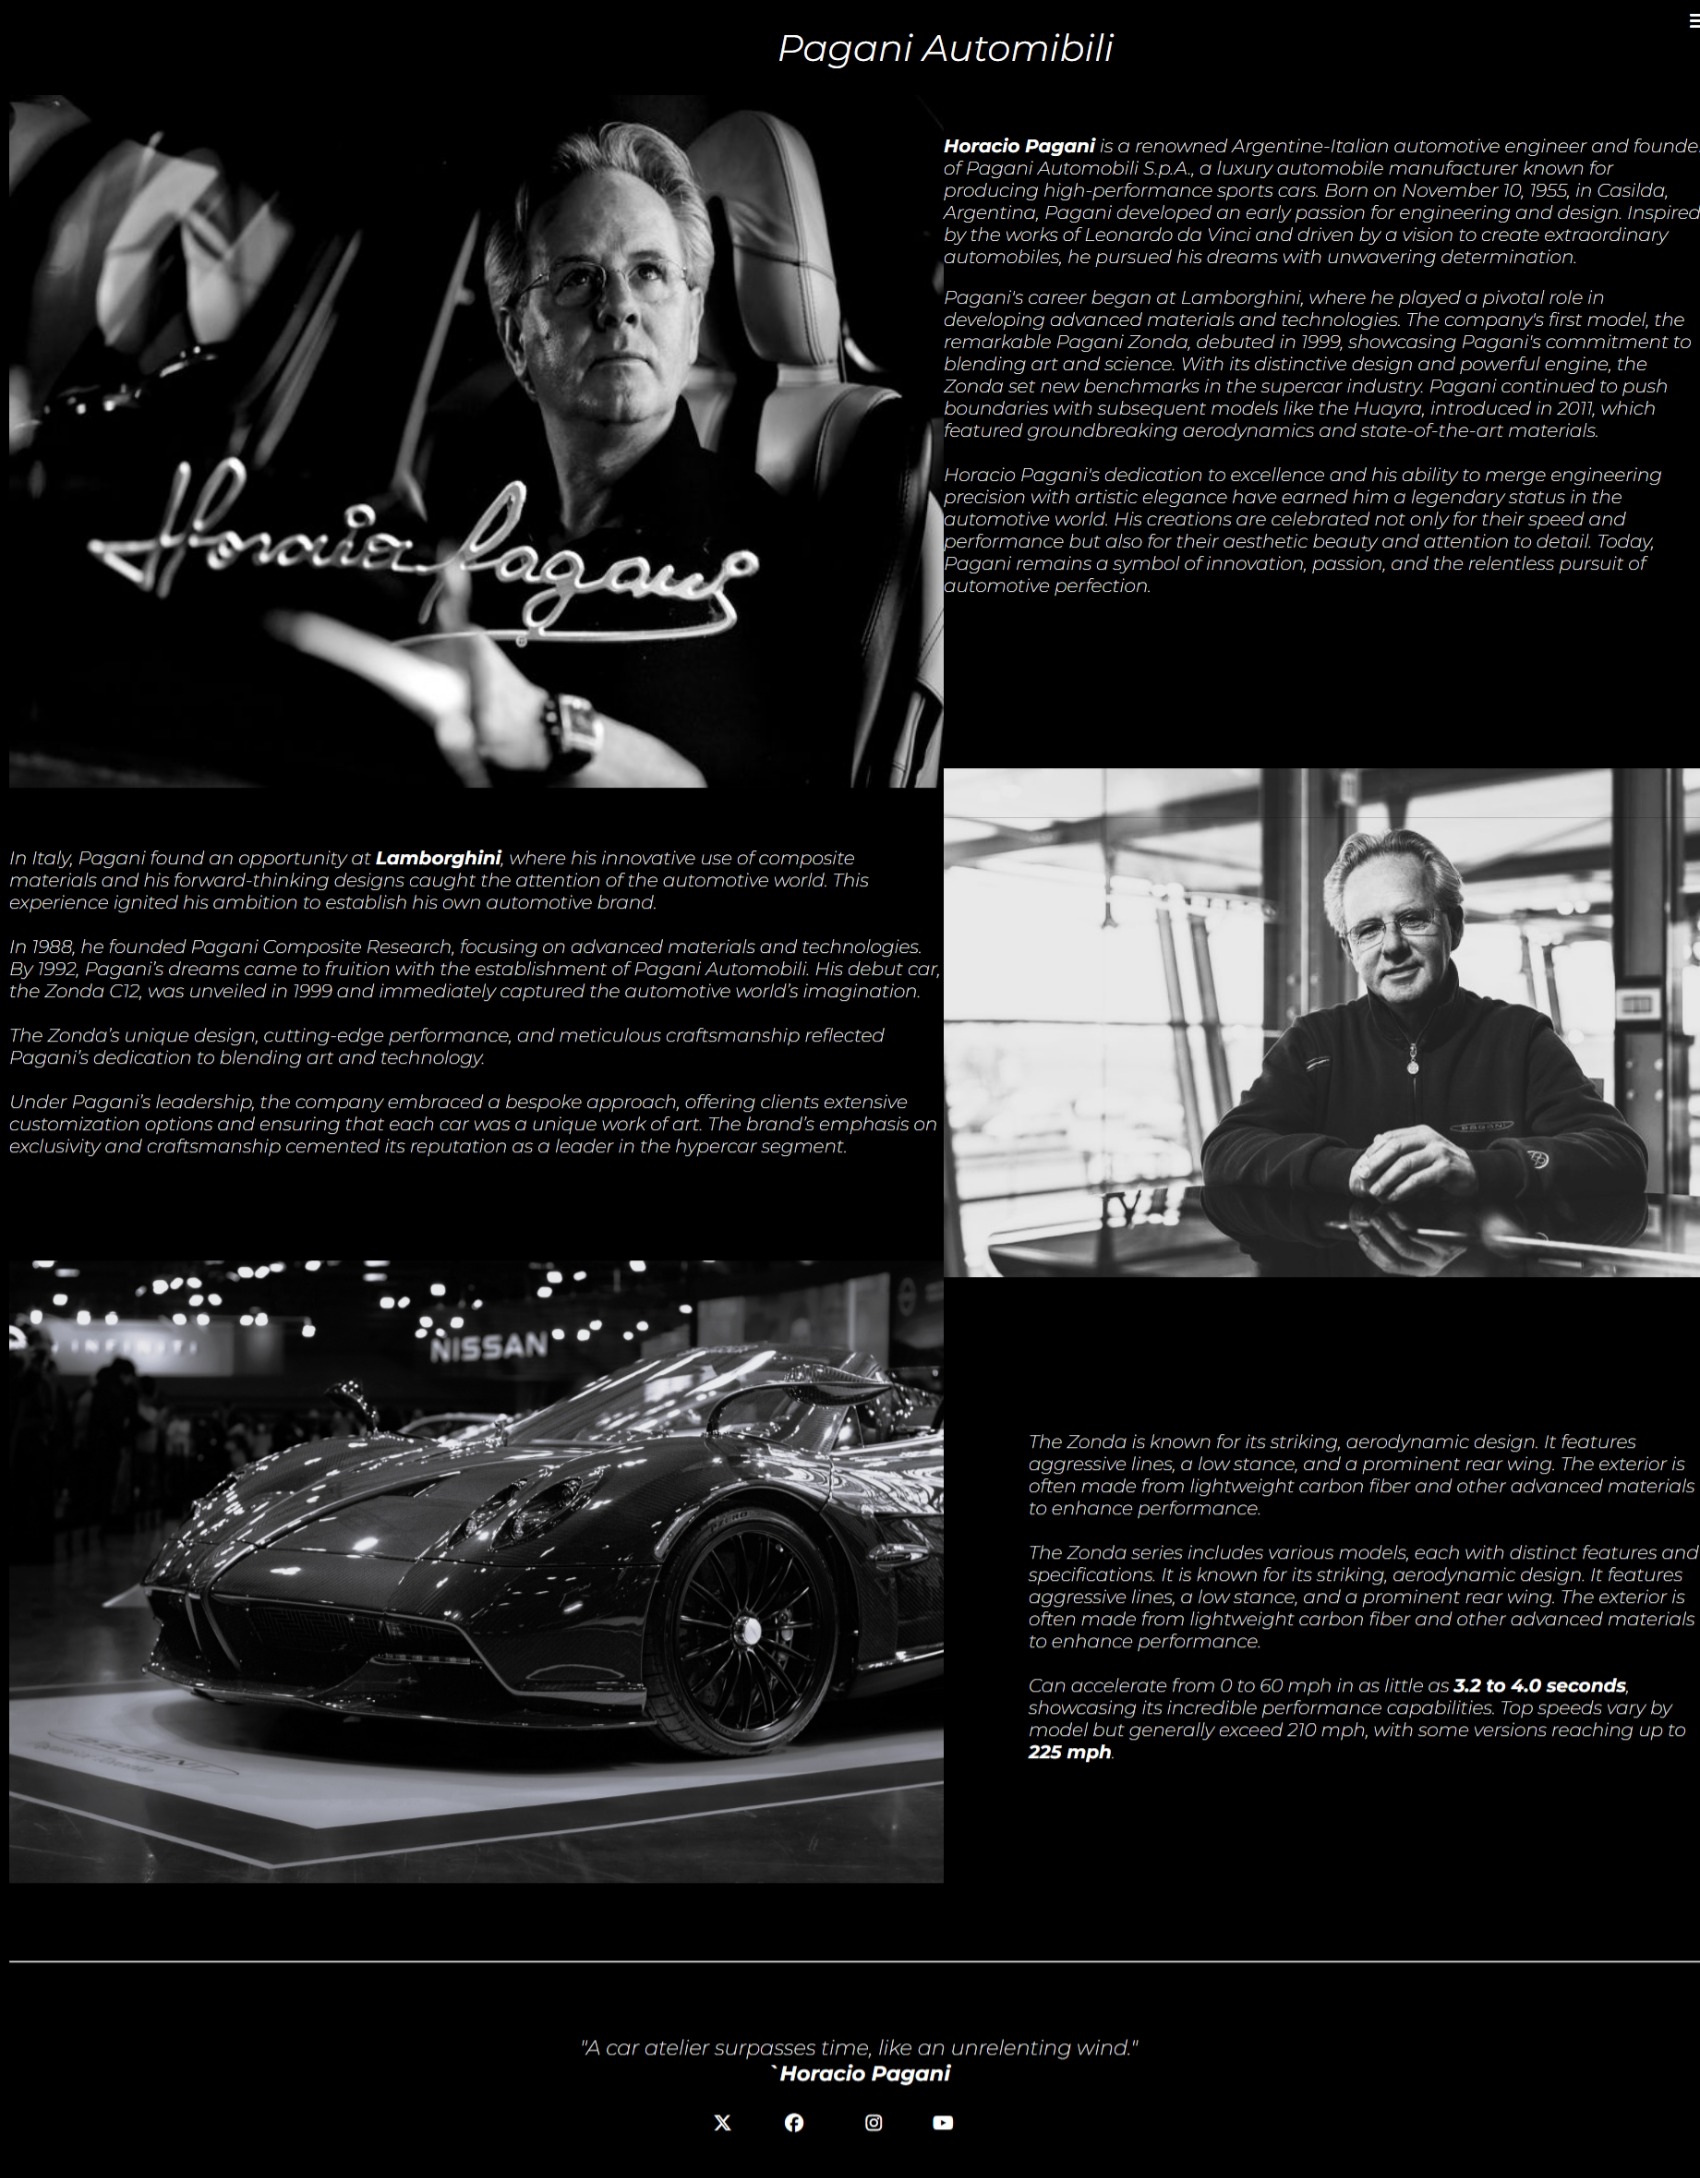 Pagani Automibili
Horacio Pagani is a renowned Argentine-Italian automotive engineer and founde
of Pagani Automobili S.p.A., a luxury automobile manufacturer known for
producing high-performance sports cars. Born on November 10, 1955, in Casilda,
Argentina, Pagani developed an early passion for engineering and design. Inspired
by the works of Leonardo da Vinci and driven by a vision to create extraordinary
automobiles, he pursued his dreams with unwavering determination.
Pagani's career began at Lamborghini, where he played a pivotal role in
developing advanced materials and technologies. The company's first model, the
remarkable Pagani Zonda, debuted in 1999, showcasing Pagani's commitment to
blending art and science. With its distinctive design and powerful engine, the
Zonda set new benchmarks in the supercar industry. Pagani continued to push
boundaries with subsequent models like the Huayra, introduced in 2011, which
featured groundbreaking aerodynamics and state-of-the-art materials.
Horacio Pagani's dedication to excellence and his ability to merge engineering
precision with artistic elegance have earned him a legendary status in the
automotive world. His creations are celebrated not only for their speed and
performance but also for their aesthetic beauty and attention to detail. Today,
Pagani remains a symbol of innovation, passion, and the relentless pursuit of
automotive perfection.
Horacio Pagani
In Italy, Pagani found an opportunity at Lamborghini, where his innovative use of composite
materials and his forward-thinking designs caught the attention of the automotive world. This
experience ignited his ambition to establish his own automotive brand.
In 1988, he founded Pagani Composite Research, focusing on advanced materials and technologies.
By 1992, Pagani’s dreams came to fruition with the establishment of Pagani Automobili. His debut car,
the Zonda C12, was unveiled in 1999 and immediately captured the automotive world’s imagination.
The Zonda’s unique design, cutting-edge performance, and meticulous craftsmanship reflected
Pagani’s dedication to blending art and technology.
Under Pagani’s leadership, the company embraced a bespoke approach, offering clients extensive
customization options and ensuring that each car was a unique work of art. The brand’s emphasis on
exclusivity and craftsmanship cemented its reputation as a leader in the hypercar segment.
PAGANI
INFINITI
NISSAN
The Zonda is known for its striking, aerodynamic design. It features
aggressive lines, a low stance, and a prominent rear wing. The exterior is
often made from lightweight carbon fiber and other advanced materials
to enhance performance.
The Zonda series includes various models, each with distinct features and
specifications. It is known for its striking, aerodynamic design. It features
aggressive lines, a low stance, and a prominent rear wing. The exterior is
often made from lightweight carbon fiber and other advanced materials
to enhance performance.
Can accelerate from 0 to 60 mph in as little as 3.2 to 4.0 seconds,
showcasing its incredible performance capabilities. Top speeds vary by
model but generally exceed 210 mph, with some versions reaching up to
225 mph.
"A car atelier surpasses time, like an unrelenting wind."
`Horacio Pagani